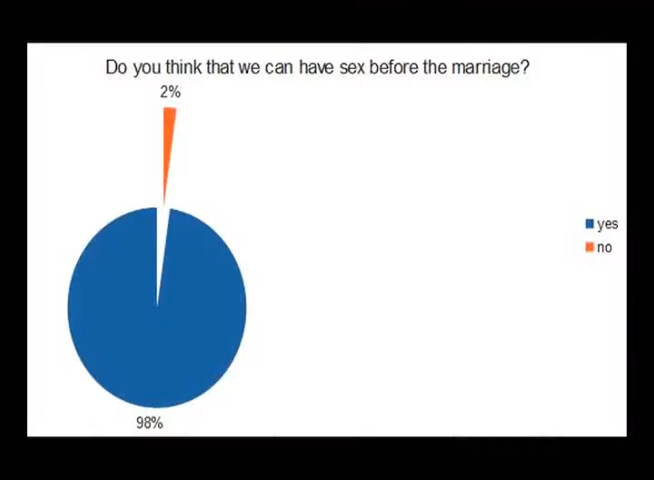 Do you think that we can have sex before the marriage?
2%
yes
no
98%